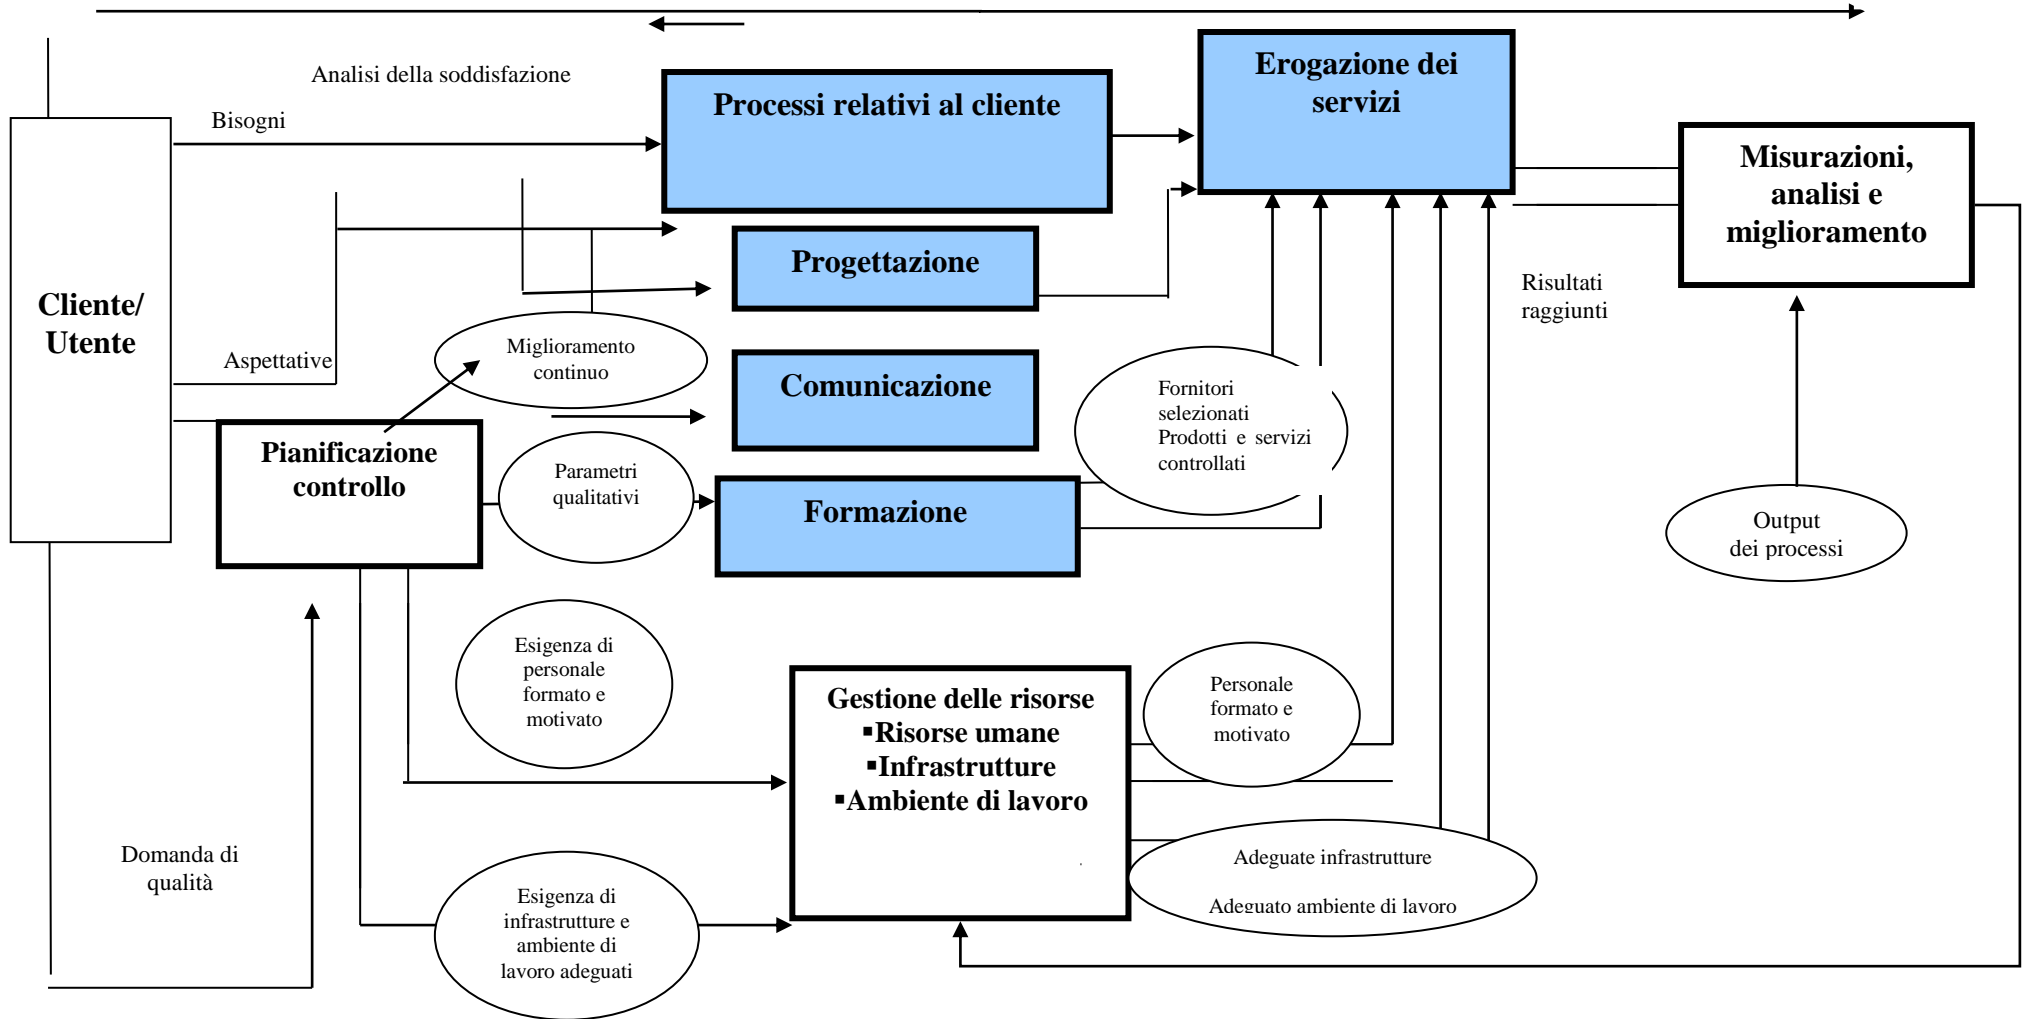 Analisi della soddisfazione
Bisogni
Processi relativi al cliente
Erogazione dei
servizi
Misurazioni,
analisi e
miglioramento
Cliente/
Utente
Aspettative
Miglioramento
continuo
Progettazione
Comunicazione
Formazione
Risultati
raggiunti
Fornitori
selezionati
Prodotti e servizi
controllati
Pianificazione
controllo
Parametri
qualitativi
Output
dei processi
Esigenza di
personale
formato e
motivato
Gestione delle risorse
▪Risorse umane
▪Infrastrutture
▪Ambiente di lavoro
Personale
formato e
motivato
Domanda di
qualità
Esigenza di
infrastrutture e
ambiente di
lavoro adeguati
Adeguate infrastrutture
Adeguato ambiente di lavoro